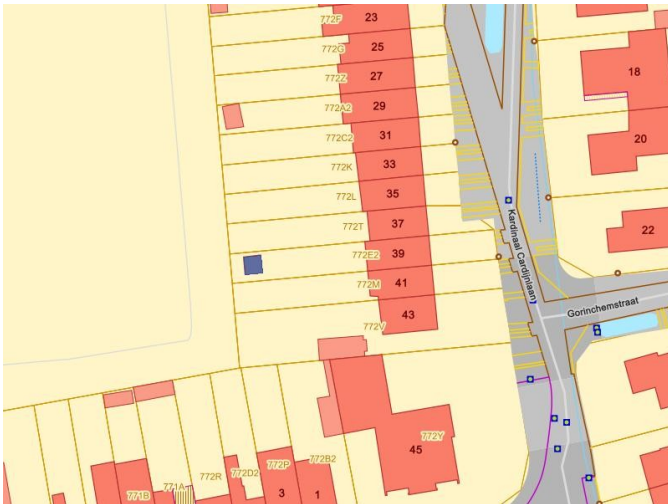 772F
23
772G
25
772Z
27
18
772A2
29
772C2
31
20
772K
33
772L
35
772T
37
Kardinaal Cardijnlaan
22
772E2
39
772M
41
Gorinchemstraat
772V
43
772Y
45
772B2
772P
772D2
772R
771A
771B
3
1